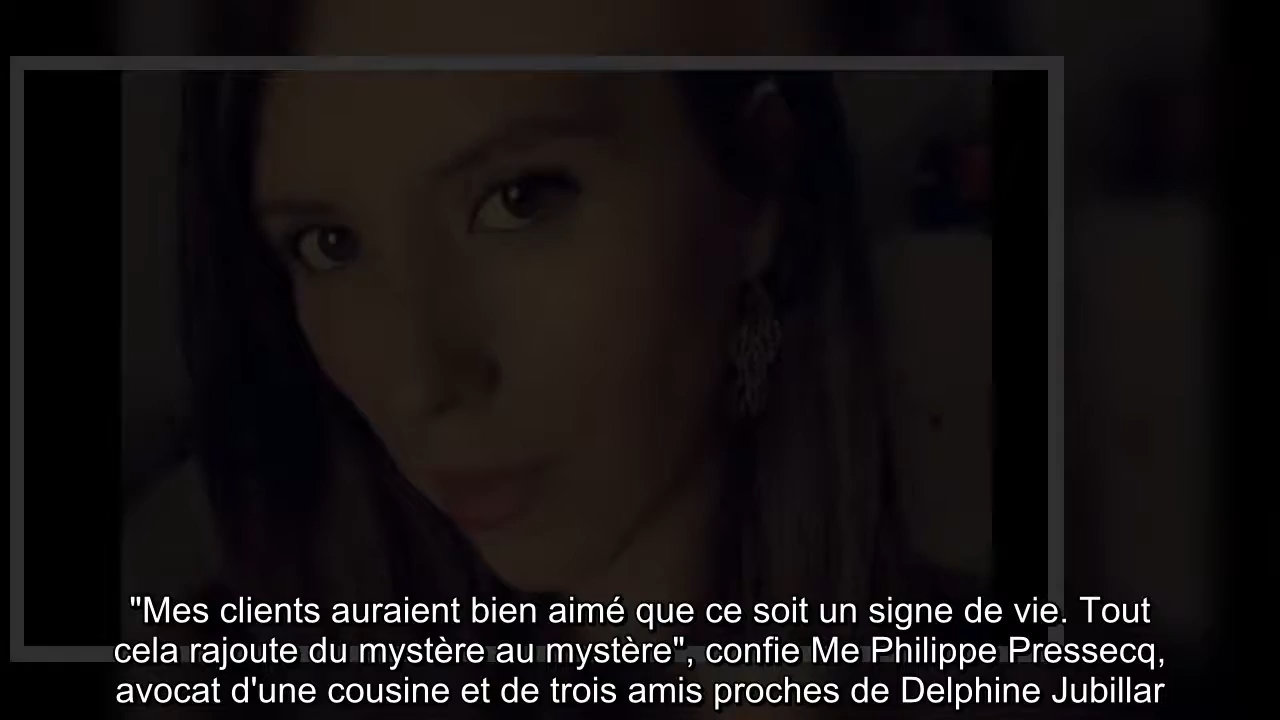 "Mes clients auraient bien aimé que ce soit un signe de vie. Tout
cela rajoute du mystère au mystère", confie Me Philippe Pressecq,
avocat d'une cousine et de trois amis proches de Delphine Jubillar